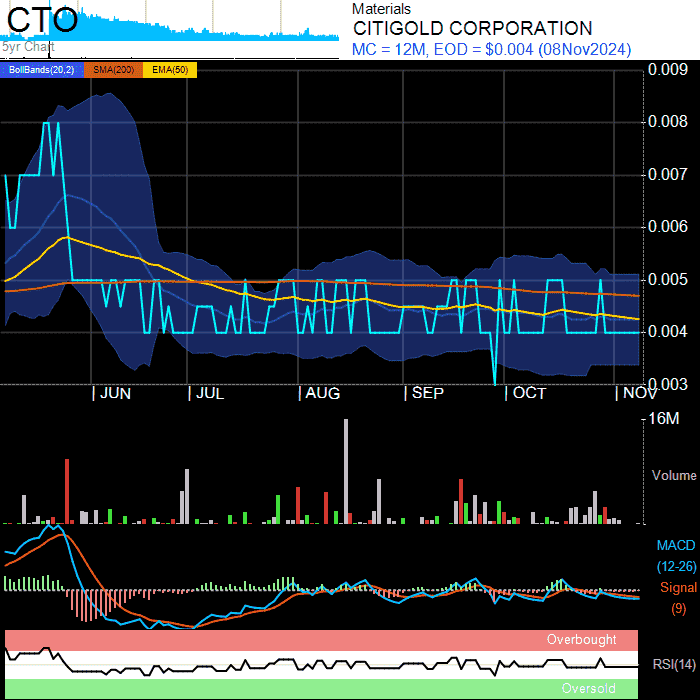 CTO
5yr Chart
Materials
CITIGOLD CORPORATION
MC = 12M, EOD = $0.004 (08Nov2024)
BollBands(20,2) SMA(200) EMA(50)
0.009
0.008
0.007
0.006
0.005
0.004
0.003
JUN JUL AUG SEP OCT NOV
16M
Volume
MACD
(12-26)
Signal
(9)
Overbought
RSI(14)
Oversold